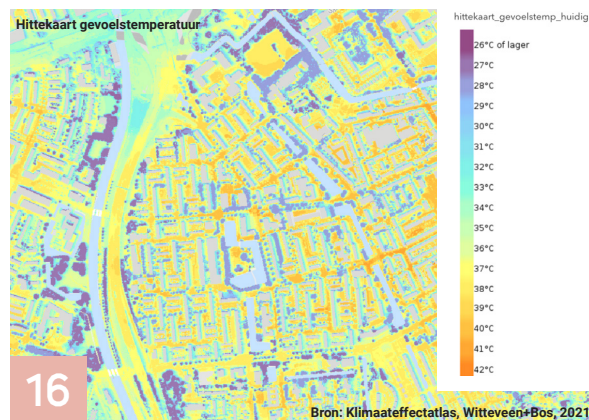 Hittekaart gevoelstemperatuur
hittekaart_gevoelstemp_huidig
26°C of lager
27°C
28°C
29°C
30°C
31°C
32°C
33°C
34°C
35°C
36°C
37°C
38°C
39°C
40°C
41°C
42°C
16
Bron: Klimaateffectatlas, Witteveen+Bos, 2021